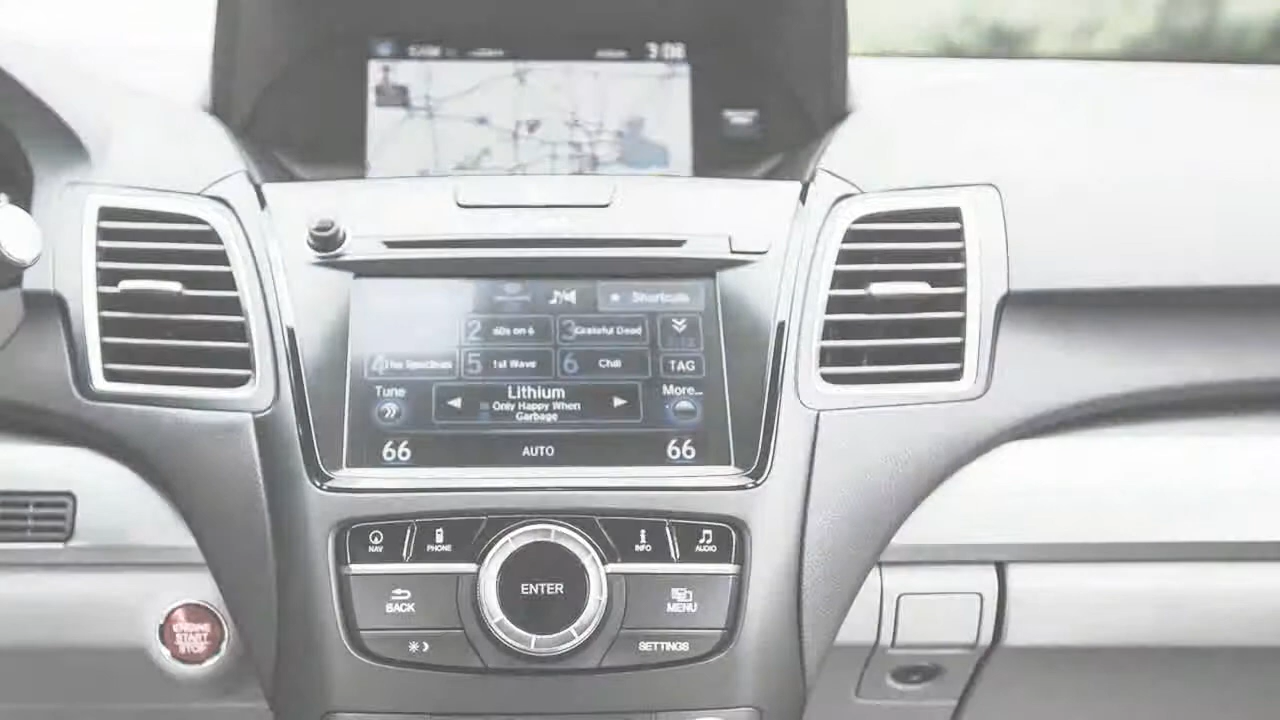 3:08
Shortcuts
2 60s on 6
3 Grateful Dead
4 The Spectrum
5 1st Wave
6 Chill
TAG
Tune
Lithium
More...
Only Happy When
Garbage
66
AUTO
66
NAV
PHONE
INFO
AUDIO
ENTER
BACK
MENU
SETTINGS
ENGINE
START
STOP